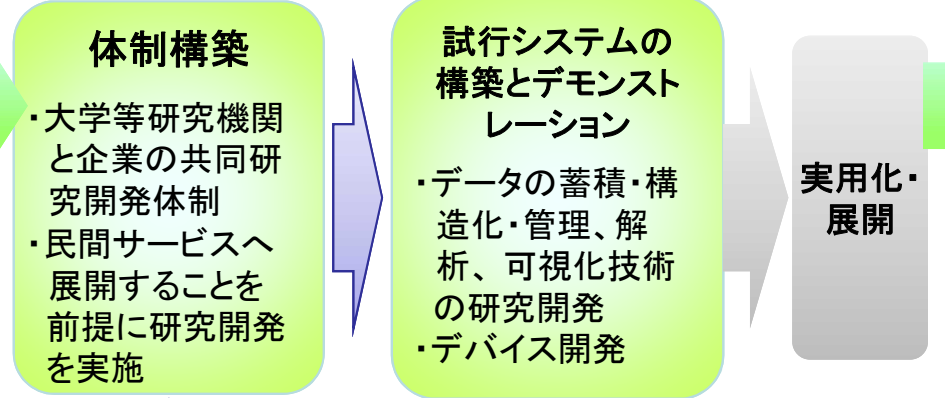 体制構築
・大学等研究機関
と企業の共同研
究開発体制
・民間サービスへ
展開することを
前提に研究開発
を実施
試行システムの
構築とデモンスト
レーション
・データの蓄積・構
造化・管理、解
析、可視化技術
の研究開発
・デバイス開発
実用化・
展開